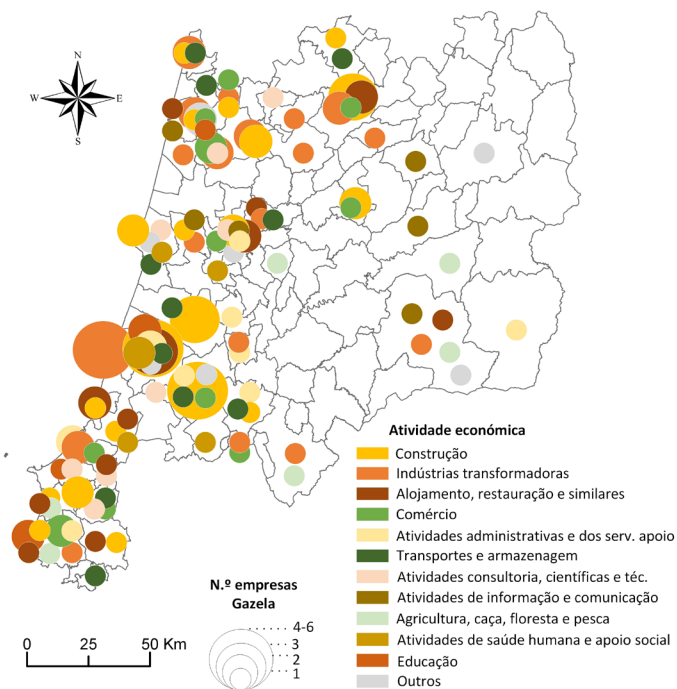 N
W
E
S
Atividade económica
Construção
Indústrias transformadoras
Alojamento, restauração e similares
Comércio
Atividades administrativas e dos serv. apoio
Transportes e armazenagem
Atividades consultoria, científicas e téc.
Atividades de informação e comunicação
Agricultura, caça, floresta e pesca
Atividades de saúde humana e apoio social
Educação
Outros
N.º empresas
Gazela
4-6
3
2
1
0 25 50 Km